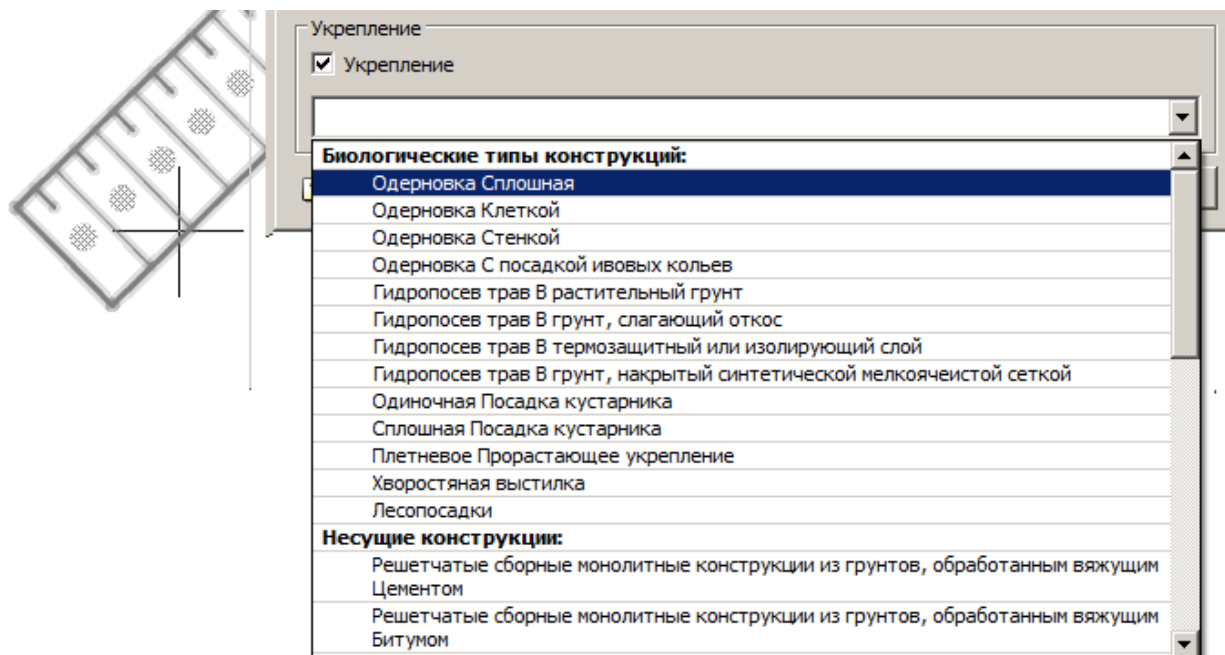 Укрепление
Укрепление
Биологические типы конструкций:
Одерновка Сплошная
Одерновка Клеткой
Одерновка Стенкой
Одерновка С посадкой ивовых кольев
Гидропосев трав В растительный грунт
Гидропосев трав В грунт, слагающий откос
Гидропосев трав В термозащитный или изолирующий слой
Гидропосев трав В грунт, накрытый синтетической мелкоячеистой сеткой
Одиночная Посадка кустарника
Сплошная Посадка кустарника
Плетневое Прорастающее укрепление
Хворостяная выстилка
Лесопосадки
Несущие конструкции:
Решетчатые сборные монолитные конструкции из грунтов, обработанным вяжущим
Цементом
Решетчатые сборные монолитные конструкции из грунтов, обработанным вяжущим
Битумом